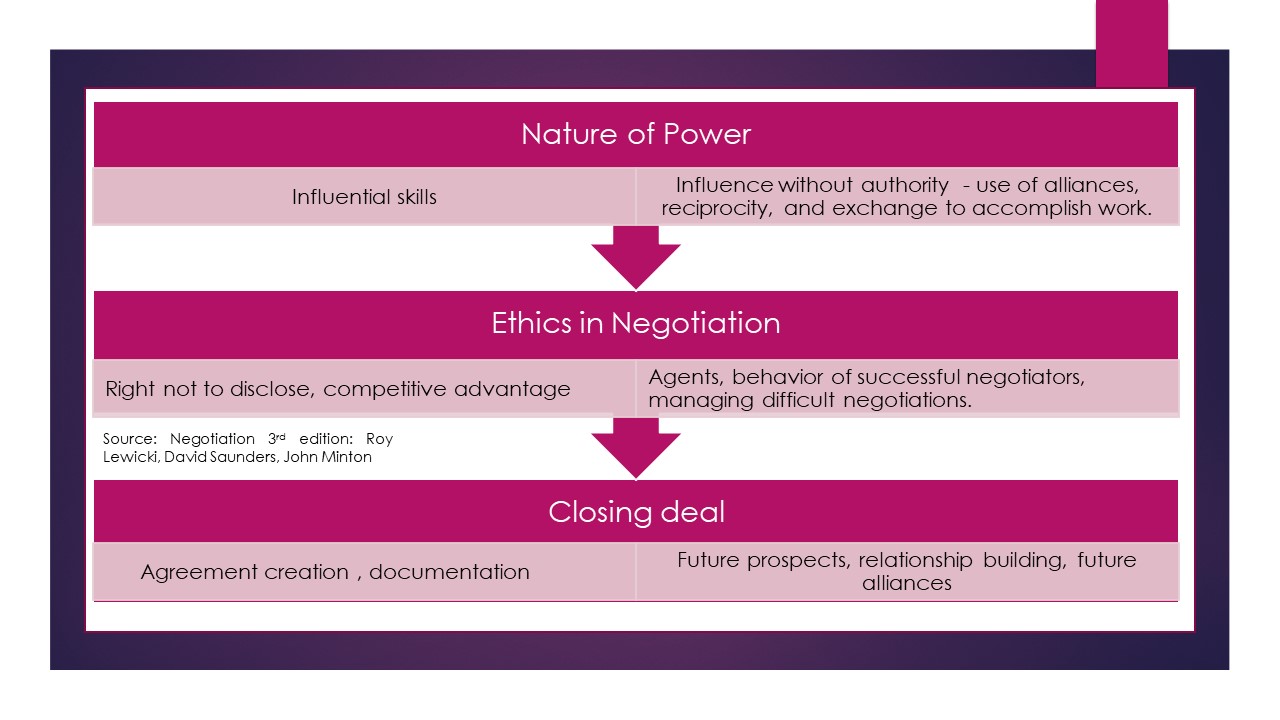 Nature of Power
Influential skills
Influence without authority - use of alliances,
reciprocity, and exchange to accomplish work.
Ethics in Negotiation
Right not to disclose, competitive advantage
Agents, behavior of successful negotiators,
managing difficult negotiations.
Source: Negotiation 3rd edition: Roy
Lewicki, David Saunders, John Minton
Closing deal
Agreement creation , documentation
Future prospects, relationship building, future
alliances